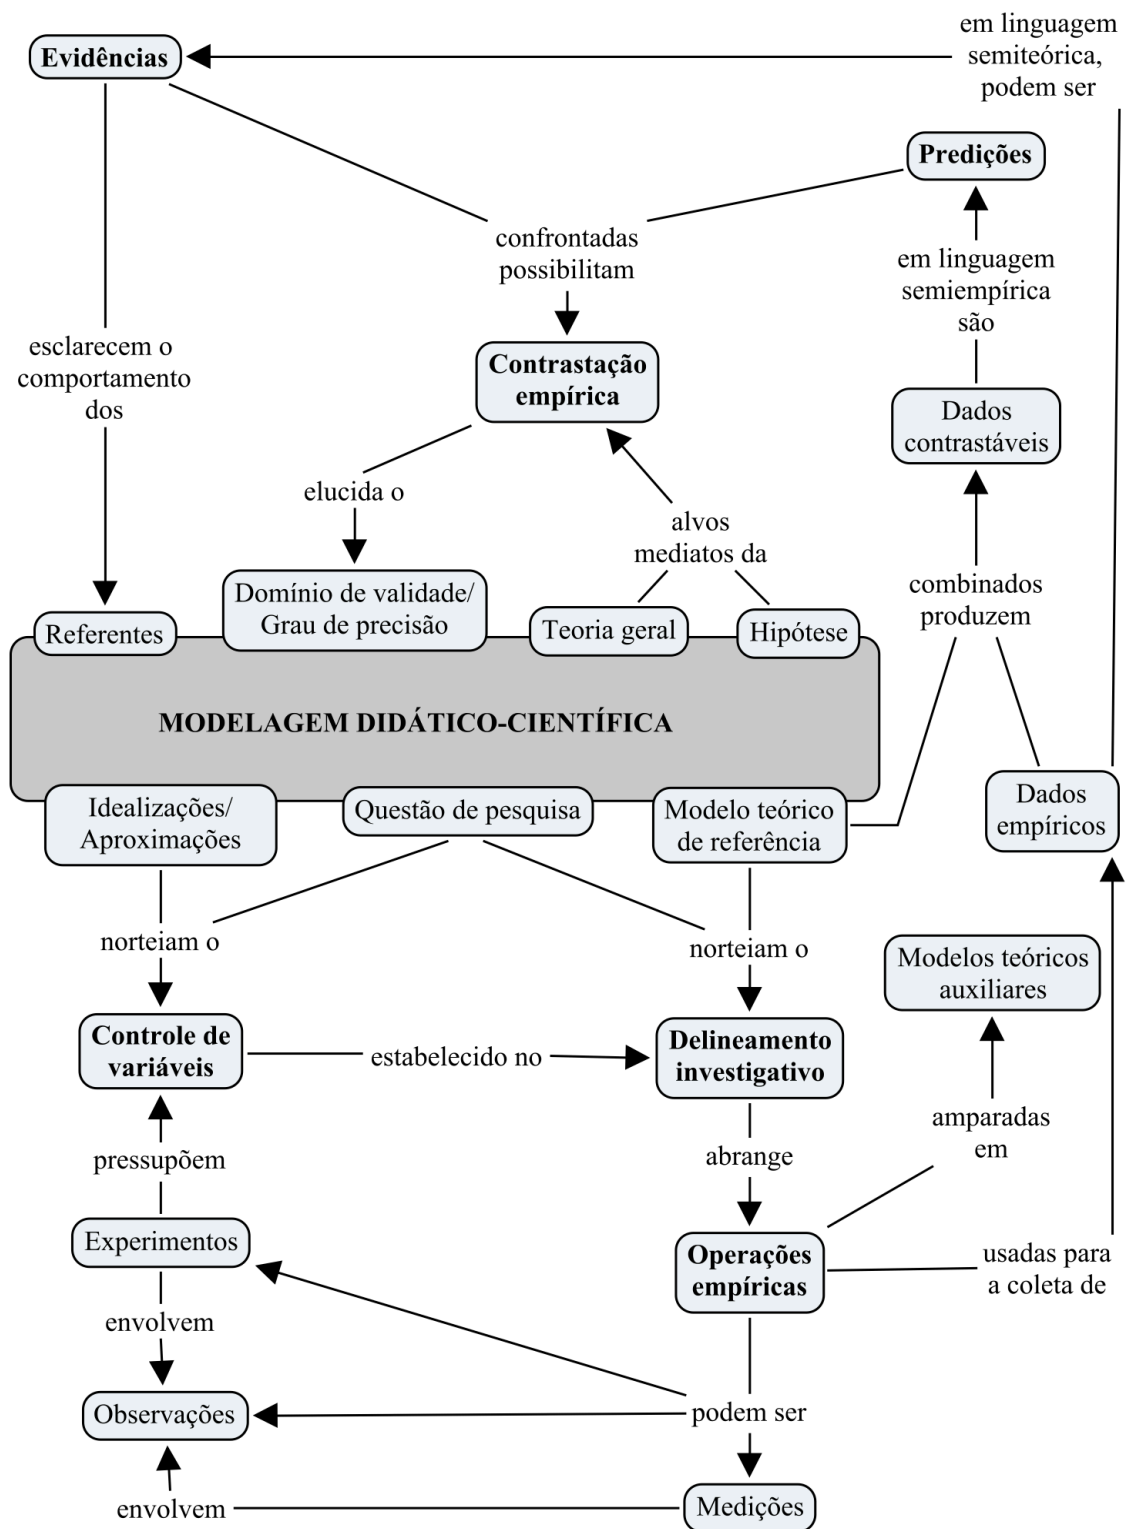 em linguagem
semiteórica,
podem ser
Evidências
Predições
confrontadas
possibilitam
em linguagem
semiempírica
são
esclarecem o
comportamento
dos
Contrastação
empírica
Dados
contrastáveis
elucida o
alvos
mediatos da
combinados
produzem
Domínio de validade/
Grau de precisão
Referentes
Teoria geral
Hipótese
MODELAGEM DIDÁTICO-CIENTÍFICA
Idealizações/
Aproximações
Questão de pesquisa
Modelo teórico
de referência
Dados
empíricos
norteiam o
norteiam o
Modelos teóricos
auxiliares
Controle de
variáveis
estabelecido no
Delineamento
investigativo
amparadas
em
pressupõem
abrange
Experimentos
Operações
empíricas
usadas para
a coleta de
envolvem
Observações
podem ser
envolvem
Medições